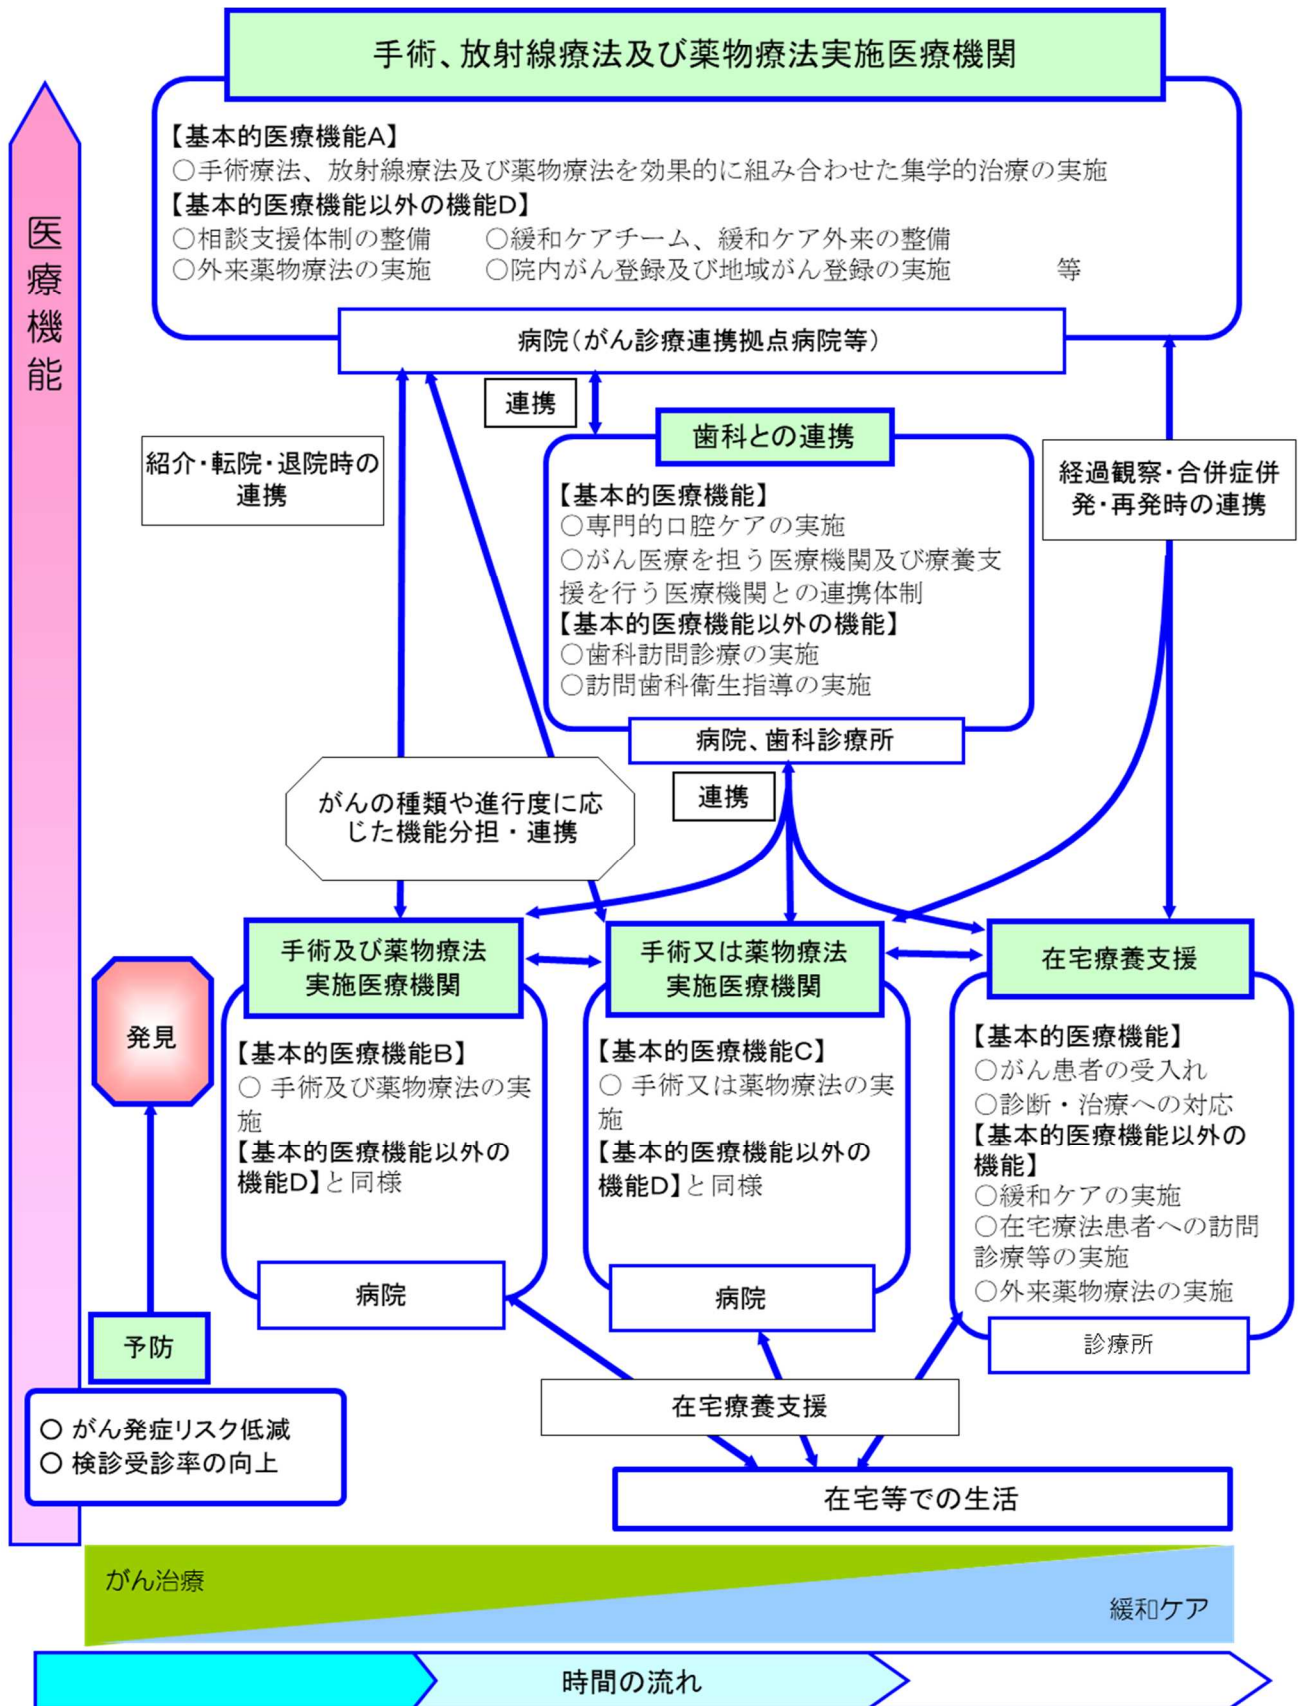 手術、放射線療法及び薬物療法実施医療機関
医療機能
【基本的医療機能A】
○手術療法、放射線療法及び薬物療法を効果的に組み合わせた集学的治療の実施
【基本的医療機能以外の機能D】
○相談支援体制の整備 ○緩和ケアチーム、緩和ケア外来の整備
○外来薬物療法の実施 ○院内がん登録及び地域がん登録の実施 等
病院(がん診療連携拠点病院等)
連携
紹介・転院・退院時の
連携
歯科との連携
【基本的医療機能】
○専門的口腔ケアの実施
○がん医療を担う医療機関及び療養支
援を行う医療機関との連携体制
【基本的医療機能以外の機能】
○歯科訪問診療の実施
○訪問歯科衛生指導の実施
病院、歯科診療所
経過観察・合併症併
発・再発時の連携
連携
がんの種類や進行度に応
じた機能分担・連携
手術及び薬物療法
実施医療機関
【基本的医療機能B】
○ 手術及び薬物療法の実
施
【基本的医療機能以外の
機能D】と同様
病院
手術又は薬物療法
実施医療機関
【基本的医療機能C】
○ 手術又は薬物療法の実
施
【基本的医療機能以外の
機能D】と同様
病院
在宅療養支援
【基本的医療機能】
○がん患者の受入れ
○診断・治療への対応
【基本的医療機能以外の
機能】
○緩和ケアの実施
○在宅療法患者への訪問
診療等の実施
○外来薬物療法の実施
診療所
発見
予防
○ がん発症リスク低減
○ 検診受診率の向上
在宅療養支援
在宅等での生活
がん治療
緩和ケア
時間の流れ